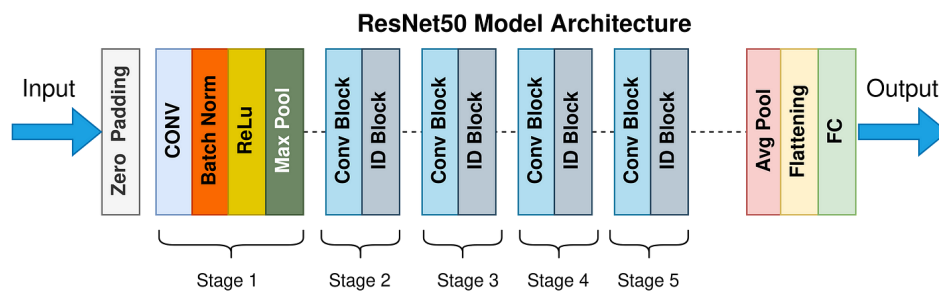 ResNet50 Model Architecture
Input
Zero Padding
CONV
Batch Norm
ReLu
Max Pool
Conv Block
ID Block
Conv Block
ID Block
Conv Block
ID Block
Conv Block
ID Block
Avg Pool
Flattening
FC
Output
Stage 1
Stage 2
Stage 3
Stage 4
Stage 5